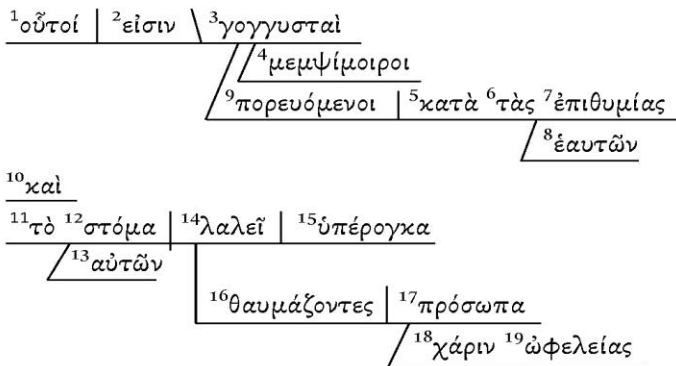 ¹οὗτοί ²εἰσιν ³γογγυσταὶ
⁴μεμψίμοιροι
⁹πορευόμενοι ⁵κατὰ ⁶τὰς ⁷ἐπιθυμίας
⁸ἑαυτῶν
¹⁰καὶ
¹¹τὸ ¹²στόμα ¹⁴λαλεῖ ¹⁵ὑπέρογκα
¹³αὐτῶν
¹⁶θαυμάζοντες ¹⁷πρόσωπα
¹⁸χάριν ¹⁹ὠφελείας